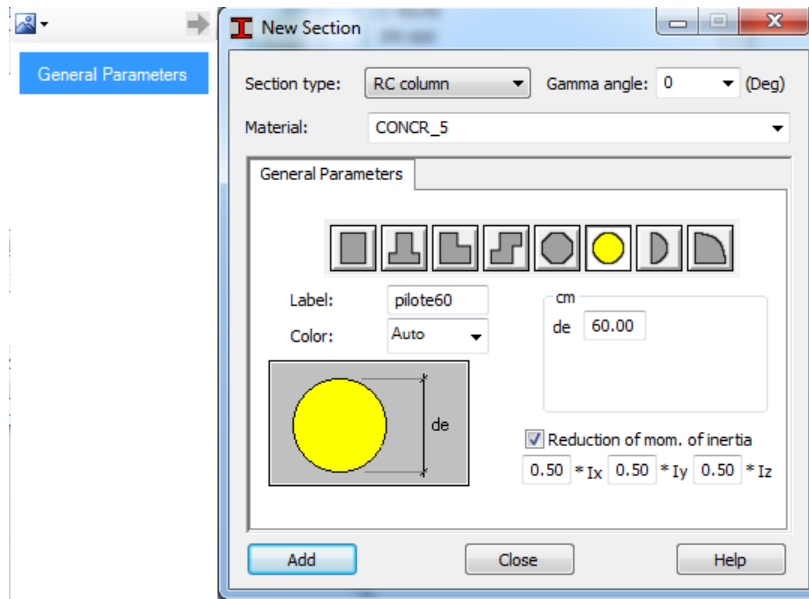 New Section
General Parameters
Section type: RC column Gamma angle: 0 (Deg)
Material: CONCR_5
General Parameters
Label: pilote60
Color: Auto
cm
de 60.00
de
Reduction of mom. of inertia
0.50 * Ix 0.50 * Iy 0.50 * Iz
Add Close Help